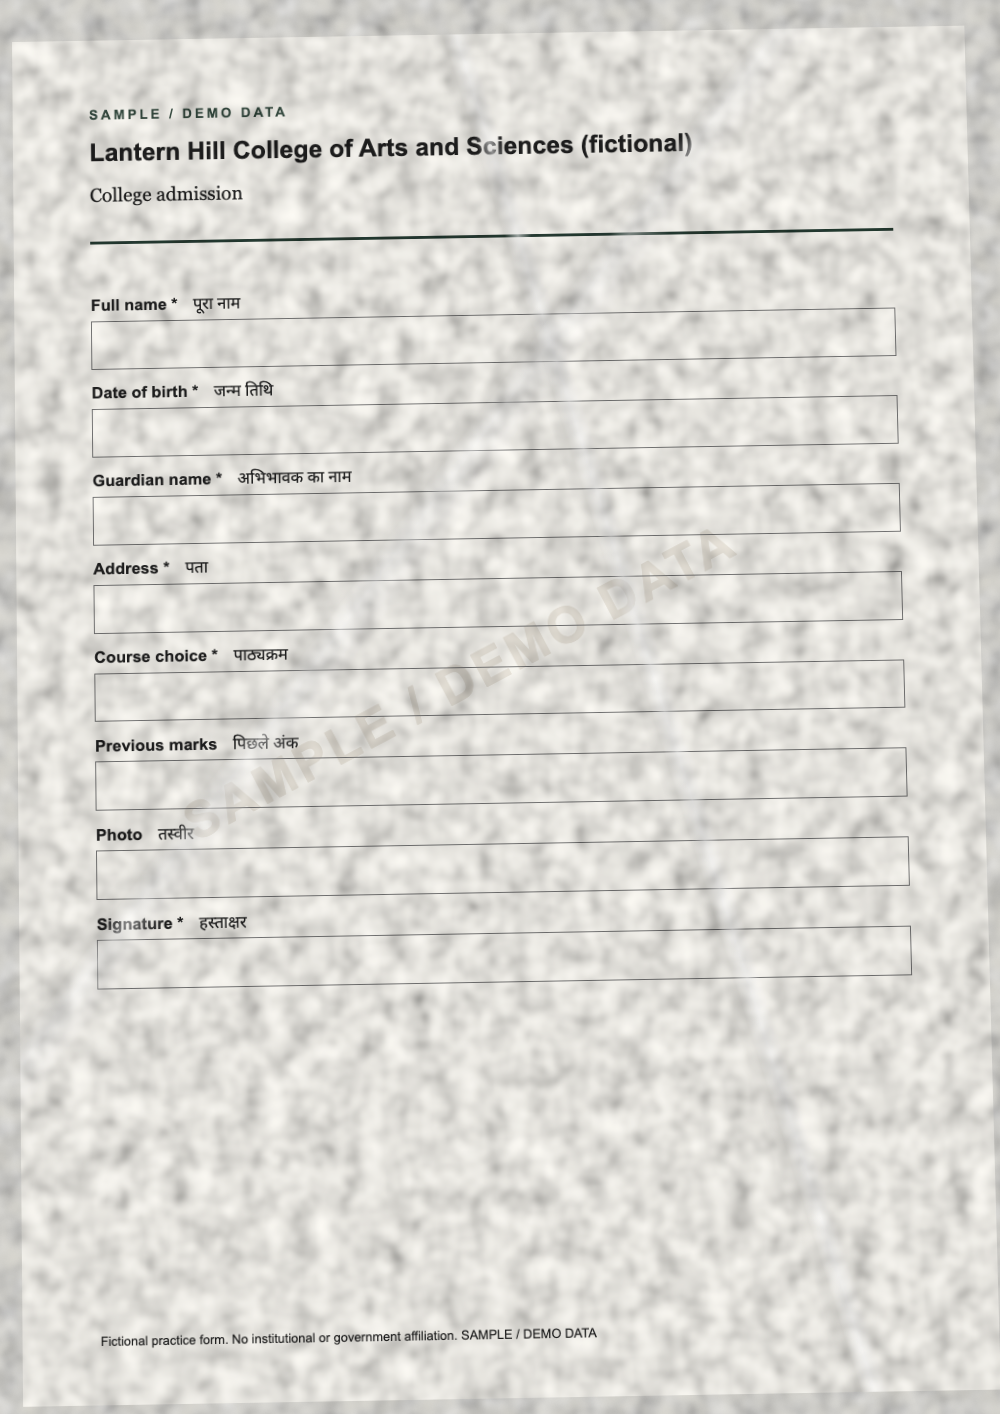 SAMPLE / DEMO DATA
Lantern Hill College of Arts and Sciences (fictional)
College admission
Full name * पूरा नाम
Date of birth * जन्म तिथि
Guardian name * अभिभावक का नाम
Address * पता
Course choice * पाठ्यक्रम
Previous marks पिछले अंक
Photo तस्वीर
Signature * हस्ताक्षर
SAMPLE / DEMO DATA
Fictional practice form. No institutional or government affiliation. SAMPLE / DEMO DATA